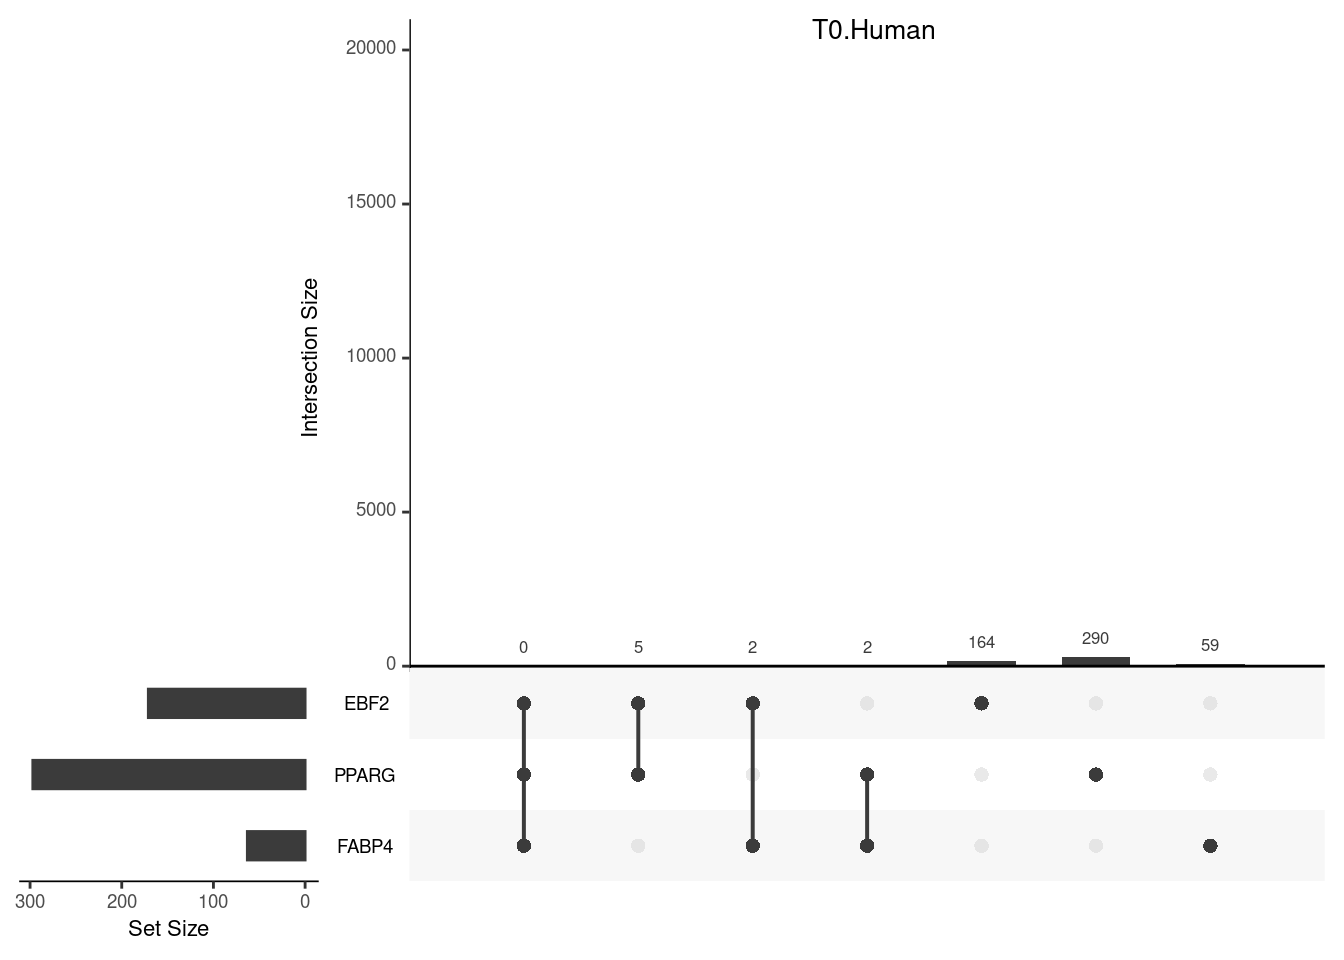 T0.Human
20000
15000
10000
5000
0
Intersection Size
0 5 2 2 164 290 59
EBF2
PPARG
FABP4
300 200 100 0
Set Size